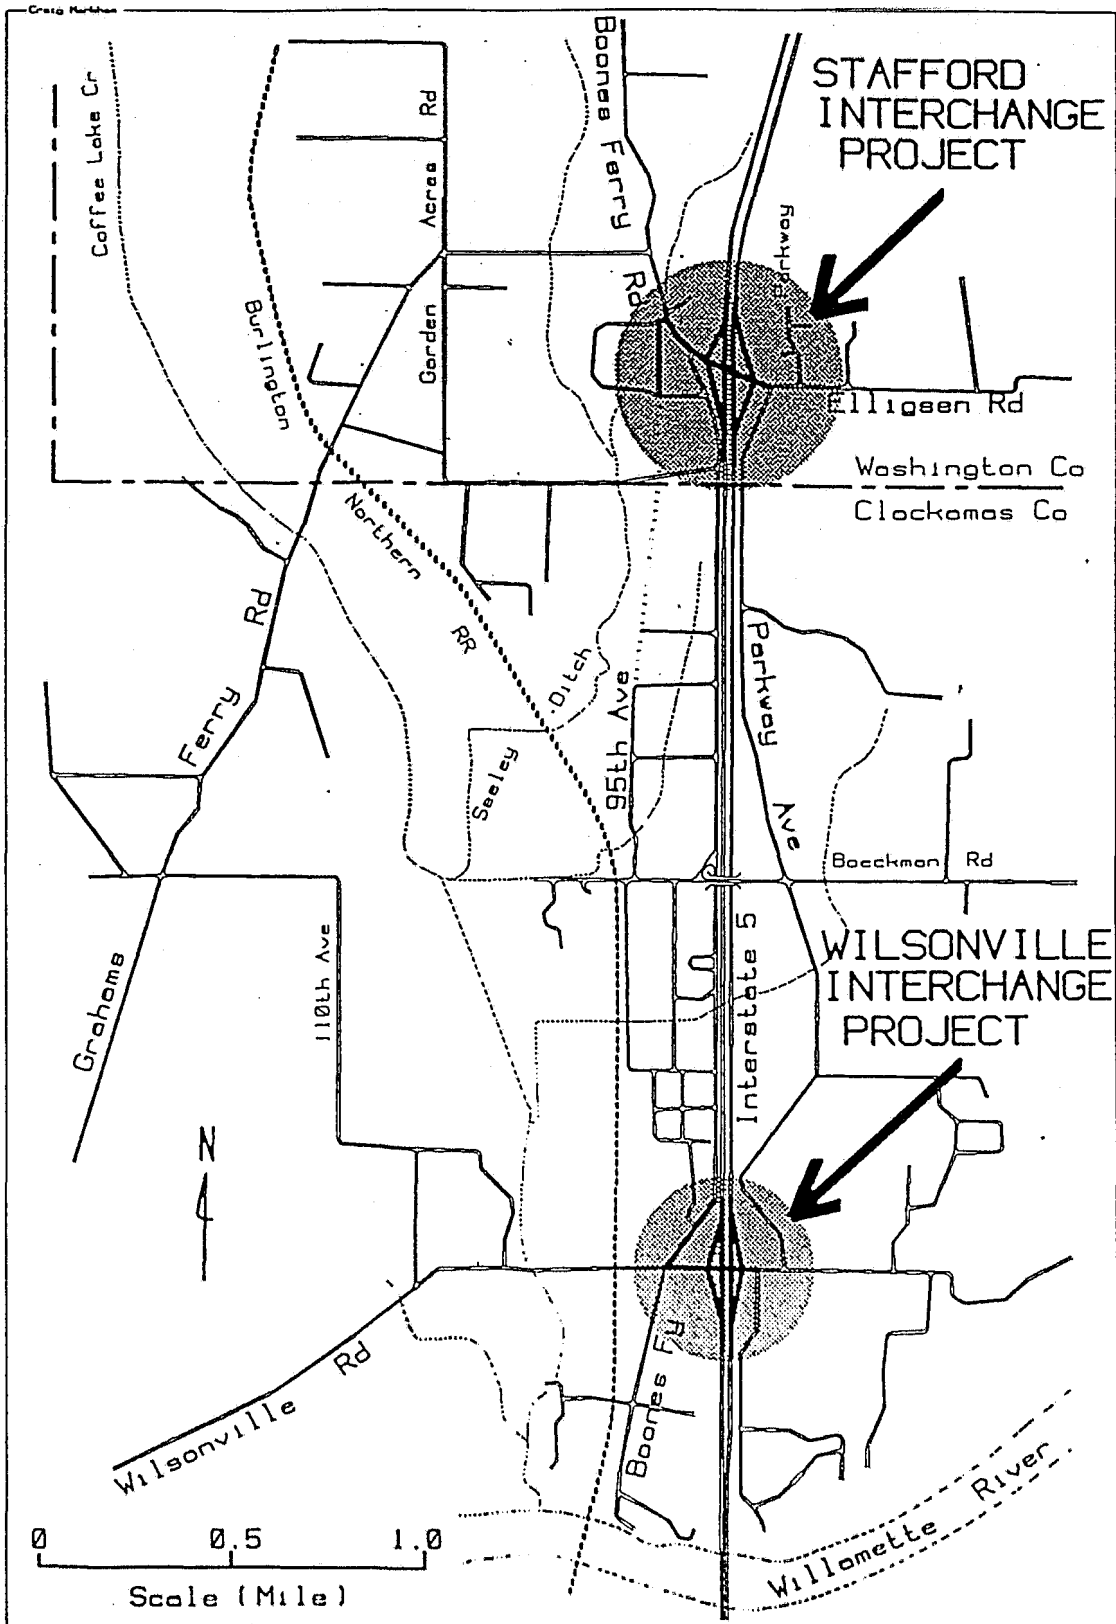 Craig Markham
STAFFORD
INTERCHANGE
PROJECT
Coffee Lake Cr
Boones Ferry Rd
Garden Acres Rd
Parkway
Burlington Northern RR
Elligsen Rd
Washington Co
Clackamas Co
Grahams Ferry Rd
Seeley Ditch
95th Ave
Parkway Ave
Boeckman Rd
110th Ave
Interstate 5
WILSONVILLE
INTERCHANGE
PROJECT
N
Boones Fy
Wilsonville Rd
Willamette River
0 0.5 1.0
Scale (Mile)